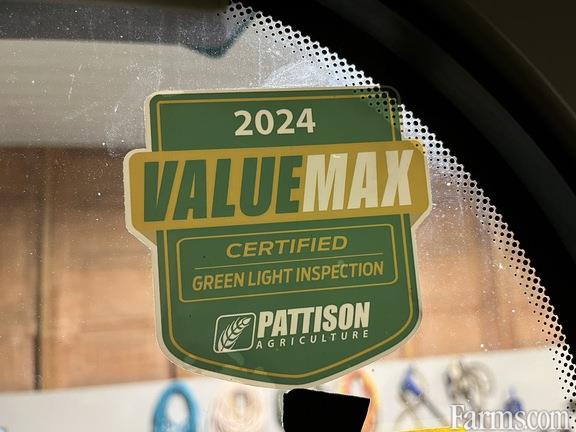 2024
VALUEMAX
CERTIFIED
GREEN LIGHT INSPECTION
PATTISON
AGRICULTURE
Farms.com